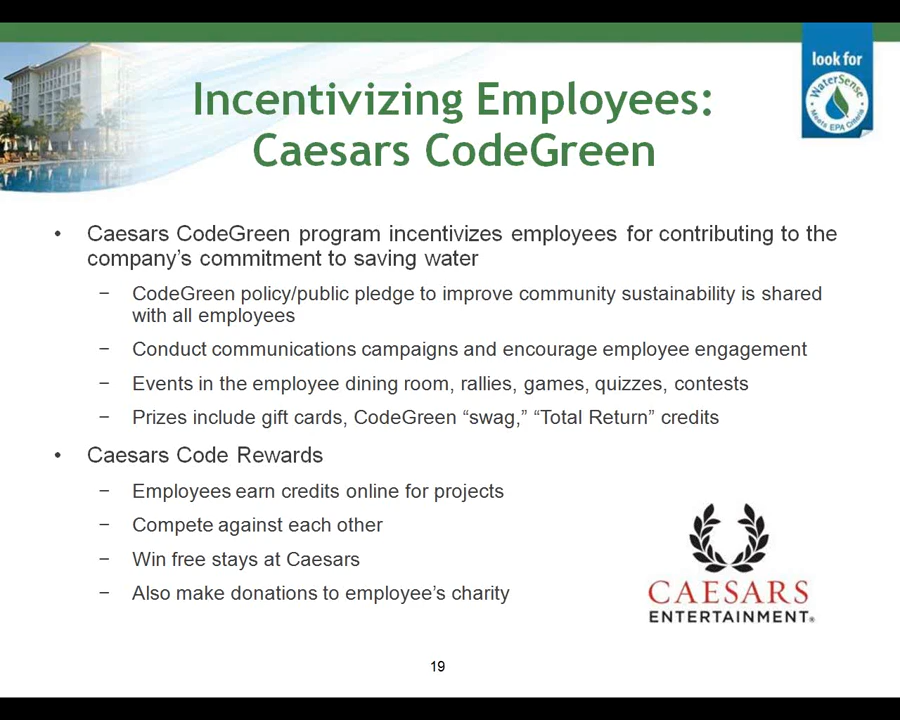 look for
WaterSense
Meets EPA Criteria
Incentivizing Employees:
Caesars CodeGreen
• Caesars CodeGreen program incentivizes employees for contributing to the
company’s commitment to saving water
− CodeGreen policy/public pledge to improve community sustainability is shared
with all employees
− Conduct communications campaigns and encourage employee engagement
− Events in the employee dining room, rallies, games, quizzes, contests
− Prizes include gift cards, CodeGreen “swag,” “Total Return” credits
• Caesars Code Rewards
− Employees earn credits online for projects
− Compete against each other
− Win free stays at Caesars
− Also make donations to employee’s charity
CAESARS
ENTERTAINMENT®
19